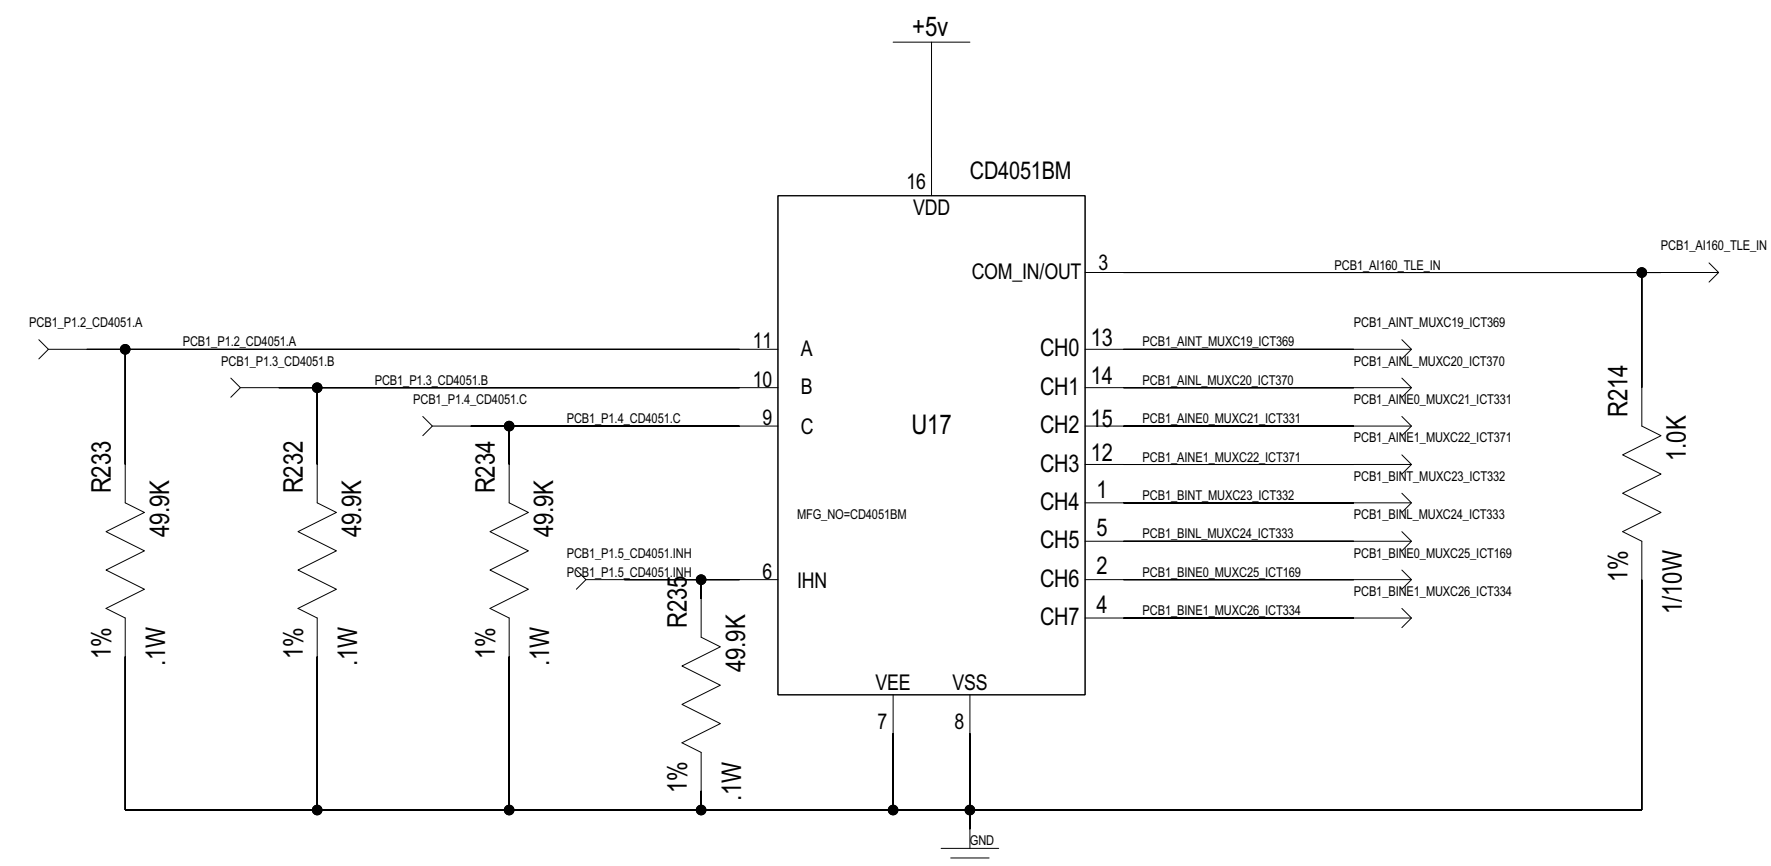 +5v
CD4051BM
16
VDD
PCB1_AI160_TLE_IN
COM_IN/OUT
3
PCB1_AI160_TLE_IN
PCB1_P1.2_CD4051.A
PCB1_P1.2_CD4051.A
11
A
CH0
13
PCB1_AINT_MUXC19_ICT369
PCB1_AINT_MUXC19_ICT369
PCB1_P1.3_CD4051.B
PCB1_P1.3_CD4051.B
10
B
CH1
14
PCB1_AINL_MUXC20_ICT370
PCB1_AINL_MUXC20_ICT370
PCB1_P1.4_CD4051.C
PCB1_P1.4_CD4051.C
9
C
U17
CH2
15
PCB1_AINE0_MUXC21_ICT331
PCB1_AINE0_MUXC21_ICT331
CH3
12
PCB1_AINE1_MUXC22_ICT371
PCB1_AINE1_MUXC22_ICT371
CH4
1
PCB1_BINT_MUXC23_ICT332
PCB1_BINT_MUXC23_ICT332
MFG_NO=CD4051BM
CH5
5
PCB1_BINL_MUXC24_ICT333
PCB1_BINL_MUXC24_ICT333
PCB1_P1.5_CD4051.INH
PCB1_P1.5_CD4051.INH
6
IHN
CH6
2
PCB1_BINE0_MUXC25_ICT169
PCB1_BINE0_MUXC25_ICT169
CH7
4
PCB1_BINE1_MUXC26_ICT334
PCB1_BINE1_MUXC26_ICT334
R233
49.9K
1%
.1W
R232
49.9K
1%
.1W
R234
49.9K
1%
.1W
R235
49.9K
1%
.1W
R214
1.0K
1%
1/10W
VEE
VSS
7
8
GND